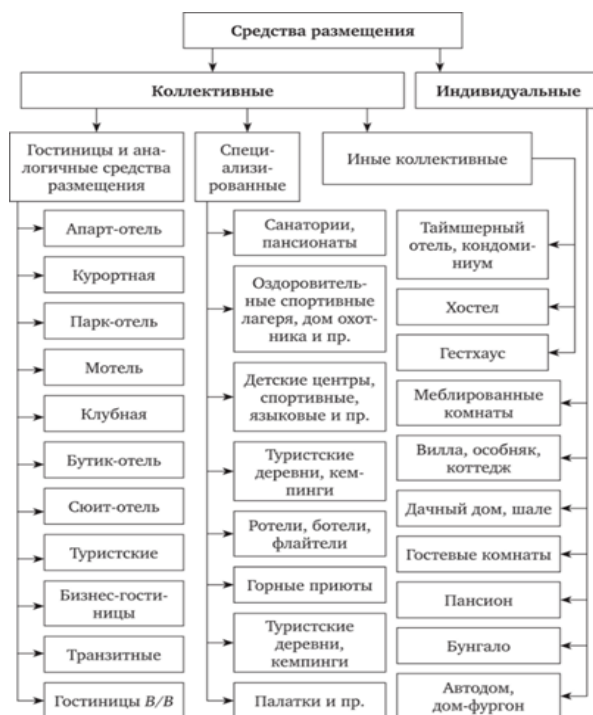 Средства размещения
Коллективные
Индивидуальные
Гостиницы и ана-
логичные средства
размещения
Специ-
ализи-
рованные
Иные коллективные
Апарт-отель
Курортная
Парк-отель
Мотель
Клубная
Бутик-отель
Сюит-отель
Туристские
Бизнес-гости-
ницы
Транзитные
Гостиницы B/B
Санатории,
пансионаты
Оздоровитель-
ные спортивные
лагеря, дом охот-
ника и пр.
Детские центры,
спортивные,
языковые и пр.
Туристские
деревни, кем-
пинги
Ротели, ботели,
флайтели
Горные приюты
Туристские
деревни,
кемпинги
Палатки и пр.
Таймшерный
отель, кондоми-
ниум
Хостел
Гестхаус
Меблированные
комнаты
Вилла, особняк,
коттедж
Дачный дом, шале
Гостевые комнаты
Пансион
Бунгало
Автодом,
дом-фургон